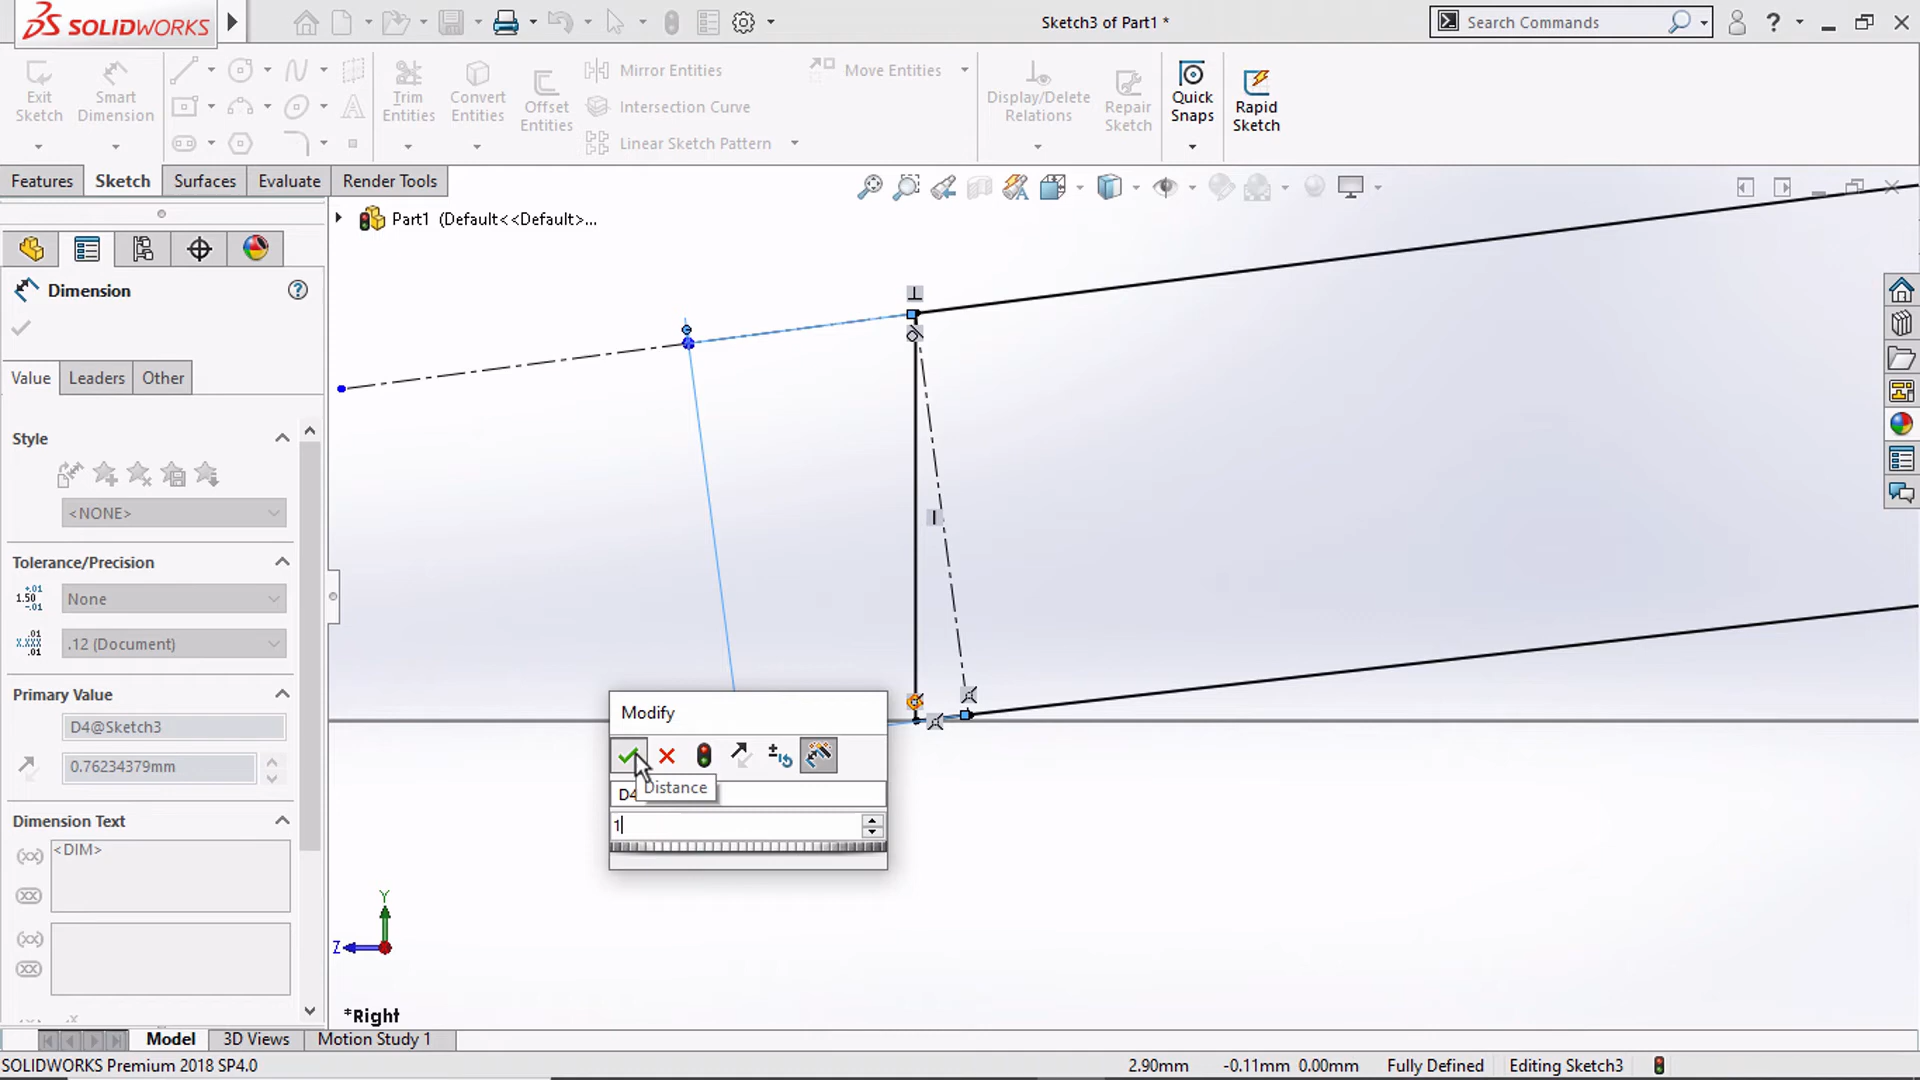 SOLIDWORKS
Sketch3 of Part1 *
Search Commands
?
Exit Sketch
Smart Dimension
Trim Entities
Convert Entities
Offset Entities
Mirror Entities
Intersection Curve
Linear Sketch Pattern
Move Entities
Display/Delete Relations
Repair Sketch
Quick Snaps
Rapid Sketch
Features
Sketch
Surfaces
Evaluate
Render Tools
Part1 (Default<<Default>...
Dimension
?
Value
Leaders
Other
Style
<NONE>
Tolerance/Precision
None
.12 (Document)
Primary Value
D4@Sketch3
0.76234379mm
Dimension Text
<DIM>
Modify
Distance
D4
1
Y
Z
*Right
Model
3D Views
Motion Study 1
SOLIDWORKS Premium 2018 SP4.0
2.90mm
-0.11mm
0.00mm
Fully Defined
Editing Sketch3